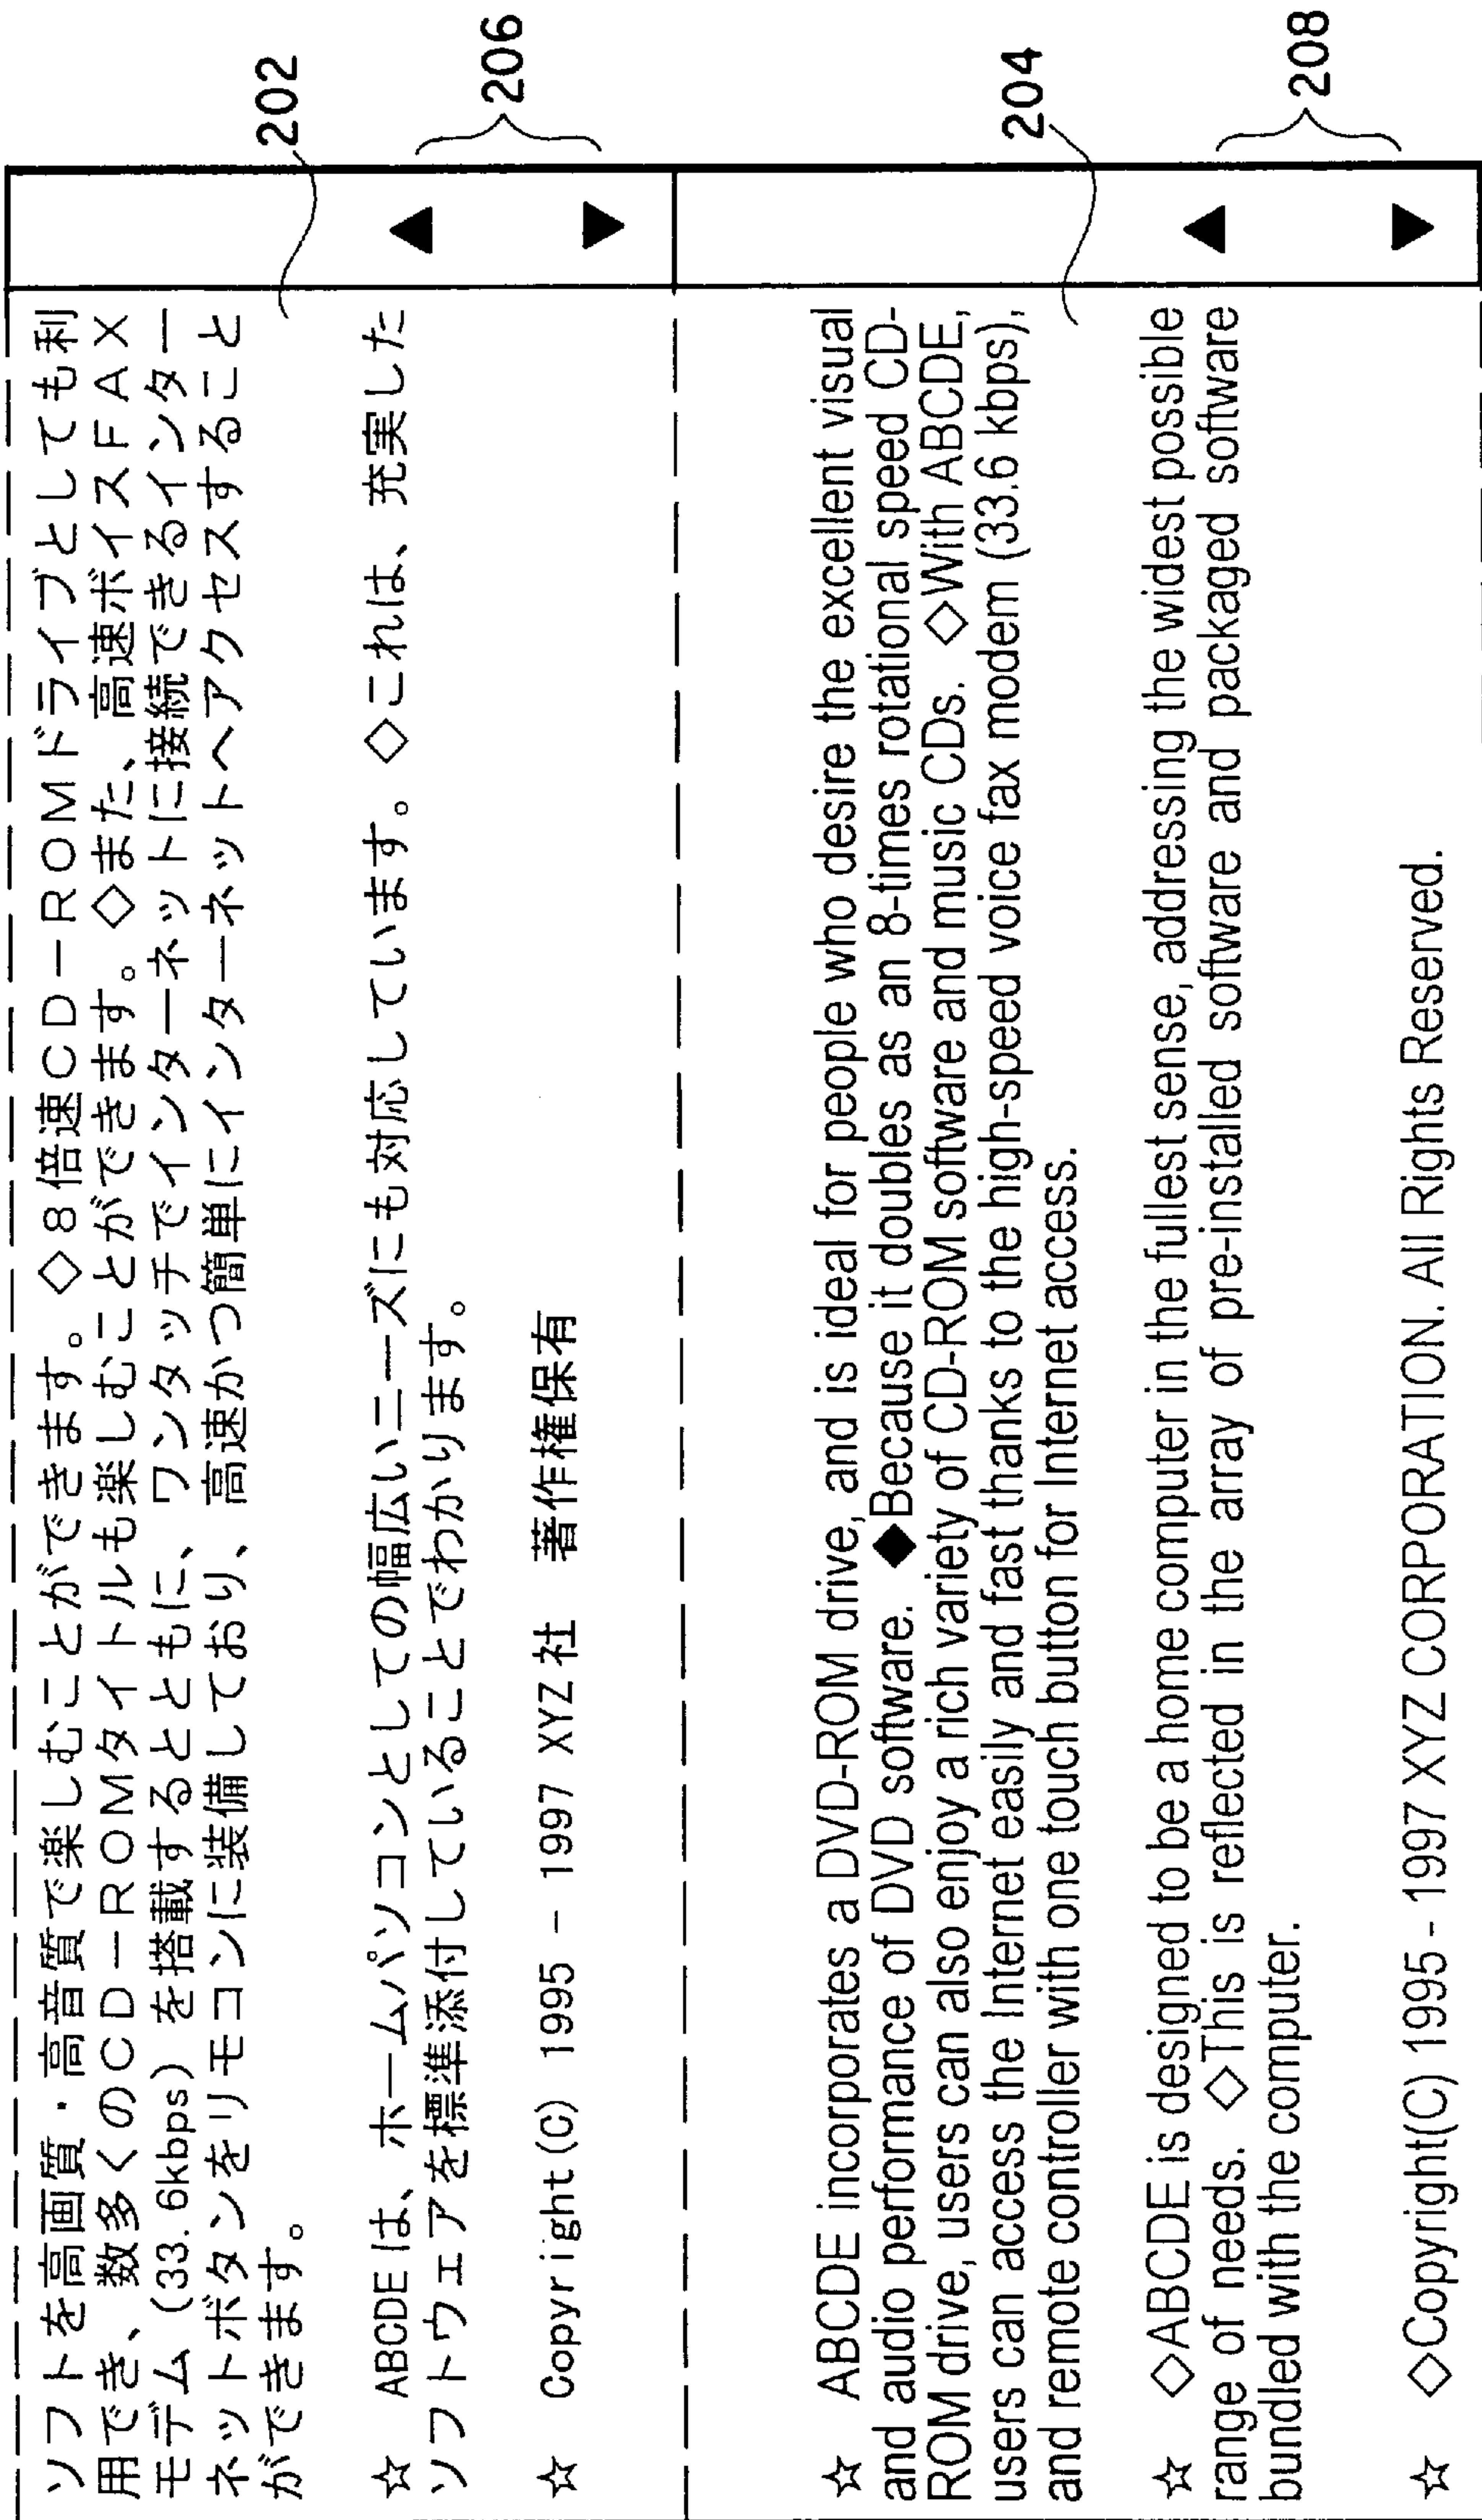 ソフトを高画質・高音質で楽しむことができます。◇8倍速CD-ROMドライブとしても利
用でき、数多くのCD-ROMタイトルも楽しむことができます。◇また、高速ボイスFAX
モデム(33.6kbps)を搭載するとともに、ワンタッチでインターネットに接続できるインター
ネットボタンをリモコンに装備しており、高速かつ簡単にインターネットへアクセスすること
ができます。
202
☆ ABCDEは、ホームパソコンとしての幅広いニーズにも対応しています。◇これは、充実した
ソフトウェアを標準添付していることでわかります。
▲
▼
206
☆ Copyright(C) 1995 - 1997 XYZ社 著作権保有
☆ ABCDE incorporates a DVD-ROM drive, and is ideal for people who desire the excellent visual
and audio performance of DVD software. ◆Because it doubles as an 8-times rotational speed CD-
ROM drive, users can also enjoy a rich variety of CD-ROM software and music CDs. ◇With ABCDE,
users can access the Internet easily and fast thanks to the high-speed voice fax modem (33.6 kbps),
and remote controller with one touch button for Internet access.
204
☆ ◇ABCDE is designed to be a home computer in the fullest sense, addressing the widest possible
range of needs. ◇This is reflected in the array of pre-installed software and packaged software
bundled with the computer.
▲
▼
208
☆ ◇Copyright(C) 1995 - 1997 XYZ CORPORATION. All Rights Reserved.